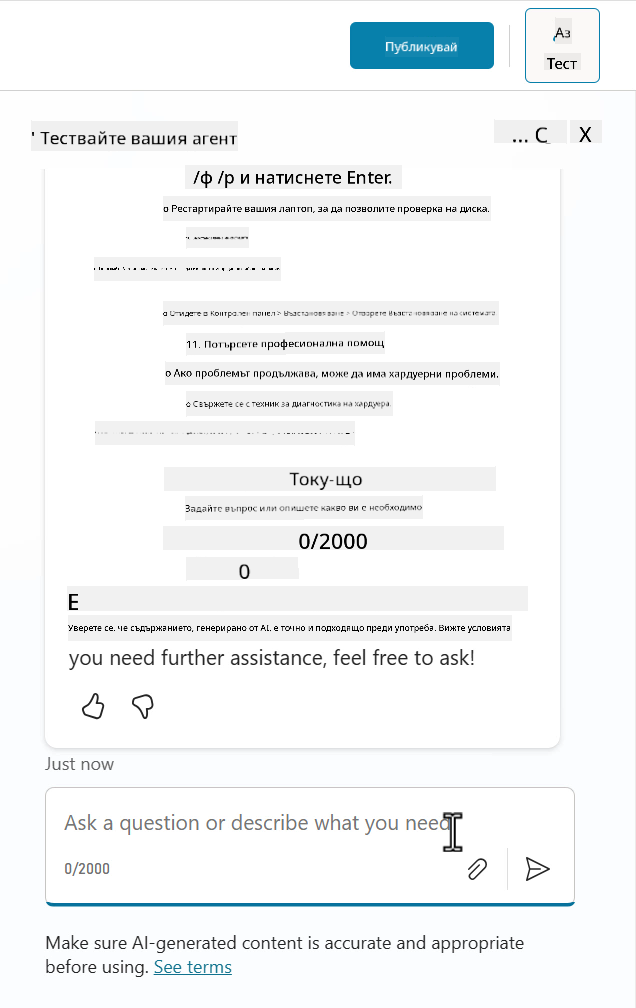 Публикувай
Аз
Тест
' Тествайте вашия агент
... C X
/ф /р и натиснете Enter.
о Рестартирайте вашия лаптоп, за да позволите проверка на диска.
о Отидете в Контролен панел > Възстановяване > Отворете Възстановяване на системата
11. Потърсете професионална помощ
о Ако проблемът продължава, може да има хардуерни проблеми.
о Свържете се с техник за диагностика на хардуера.
Току-що
Задайте въпрос или опишете какво ви е необходимо
0/2000
0
Е
Уверете се, че съдържанието, генерирано от AI, е точно и подходящо преди употреба. Вижте условията
you need further assistance, feel free to ask!
Just now
Ask a question or describe what you need
0/2000
Make sure AI-generated content is accurate and appropriate
before using. See terms